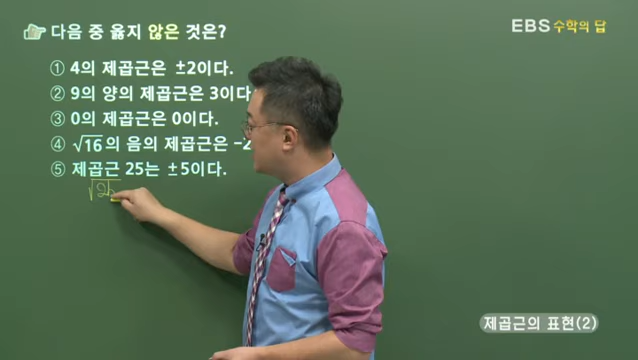 다음 중 옳지 않은 것은?
EBS 수학의 답
① 4의 제곱근은 ±2이다.
② 9의 양의 제곱근은 3이다
③ 0의 제곱근은 0이다.
④ √16의 음의 제곱근은 -2
⑤ 제곱근 25는 ±5이다.
√25
제곱근의 표현(2)